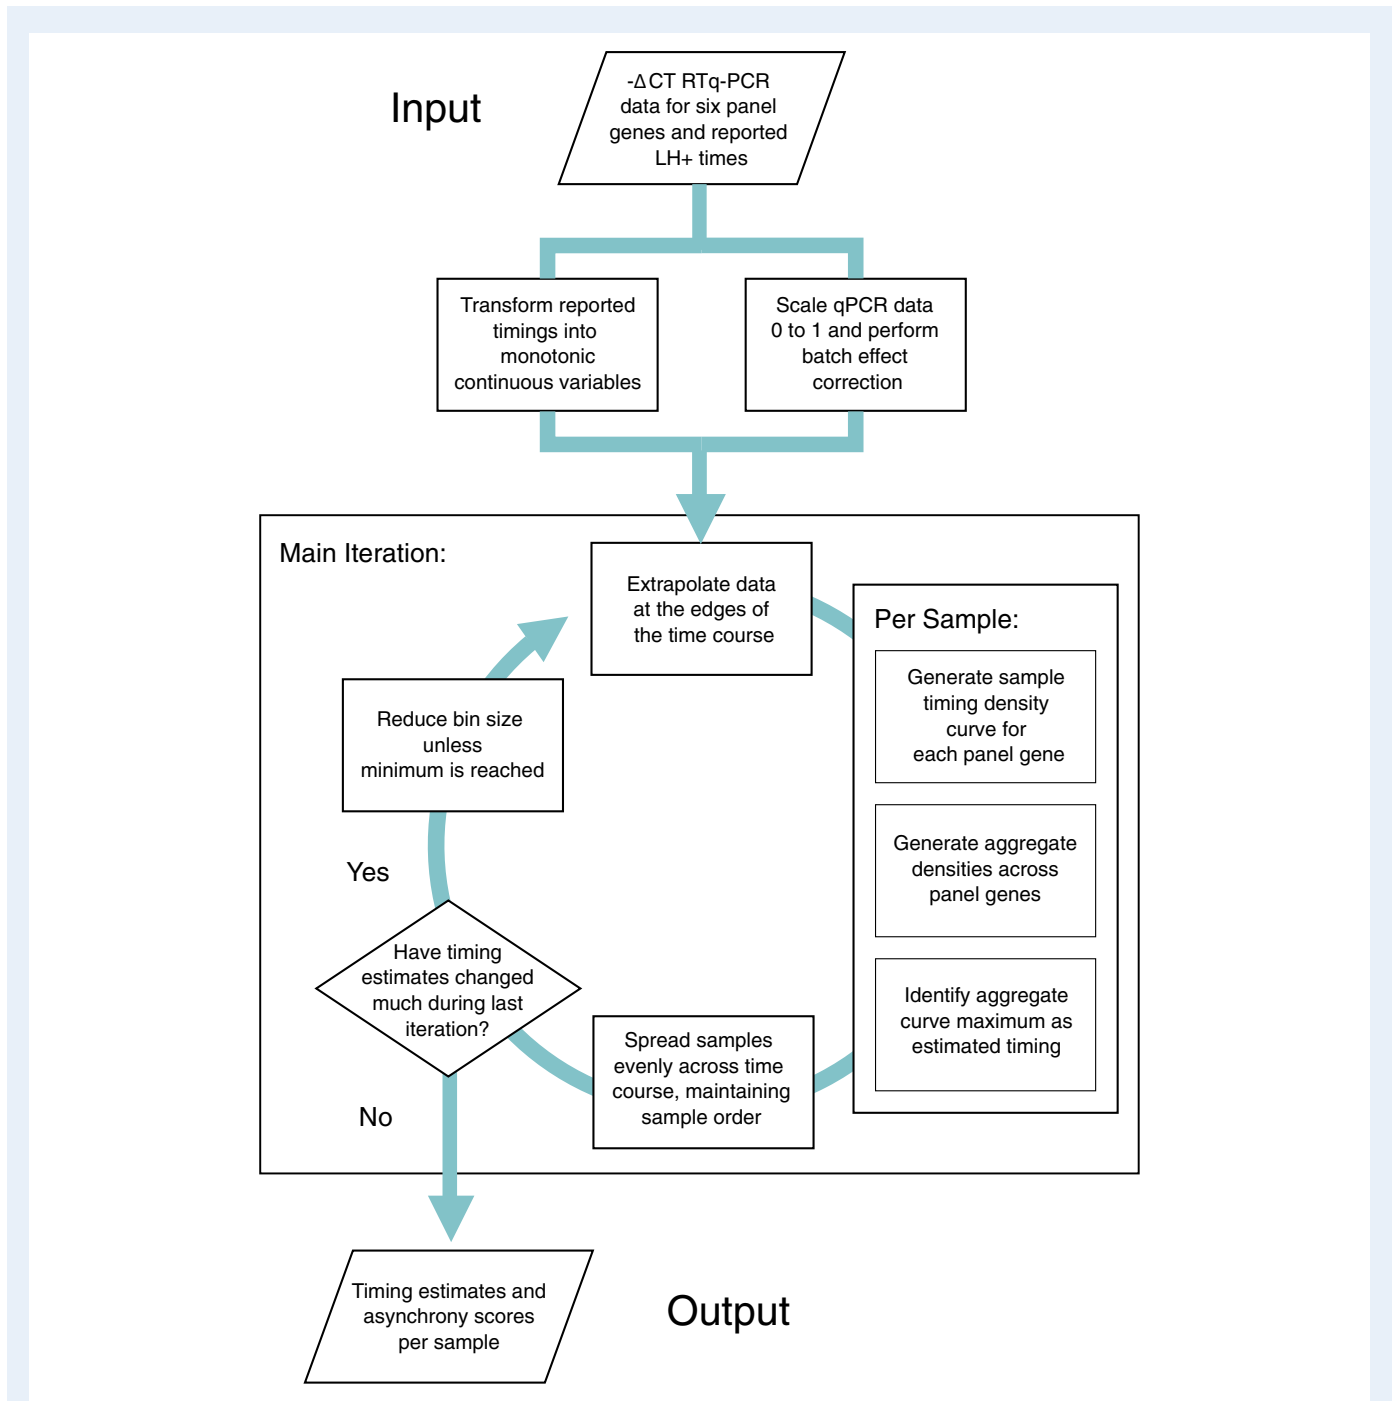 Input
-ΔCT RTq-PCR
data for six panel
genes and reported
LH+ times
Transform reported
timings into
monotonic
continuous variables
Scale qPCR data
0 to 1 and perform
batch effect
correction
Main Iteration:
Extrapolate data
at the edges of
the time course
Per Sample:
Generate sample
timing density
curve for
each panel gene
Generate aggregate
densities across
panel genes
Identify aggregate
curve maximum as
estimated timing
Spread samples
evenly across time
course, maintaining
sample order
Have timing
estimates changed
much during last
iteration?
Yes
Reduce bin size
unless
minimum is reached
No
Timing estimates and
asynchrony scores
per sample
Output